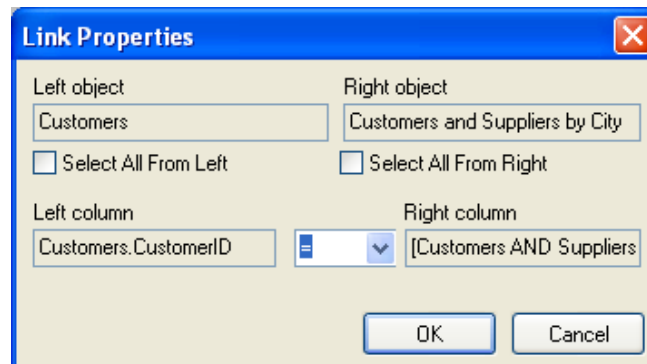 Link Properties
Left object Right object
Customers Customers and Suppliers by City
Select All From Left Select All From Right
Left column Right column
Customers.CustomerID = [Customers AND Suppliers
OK Cancel